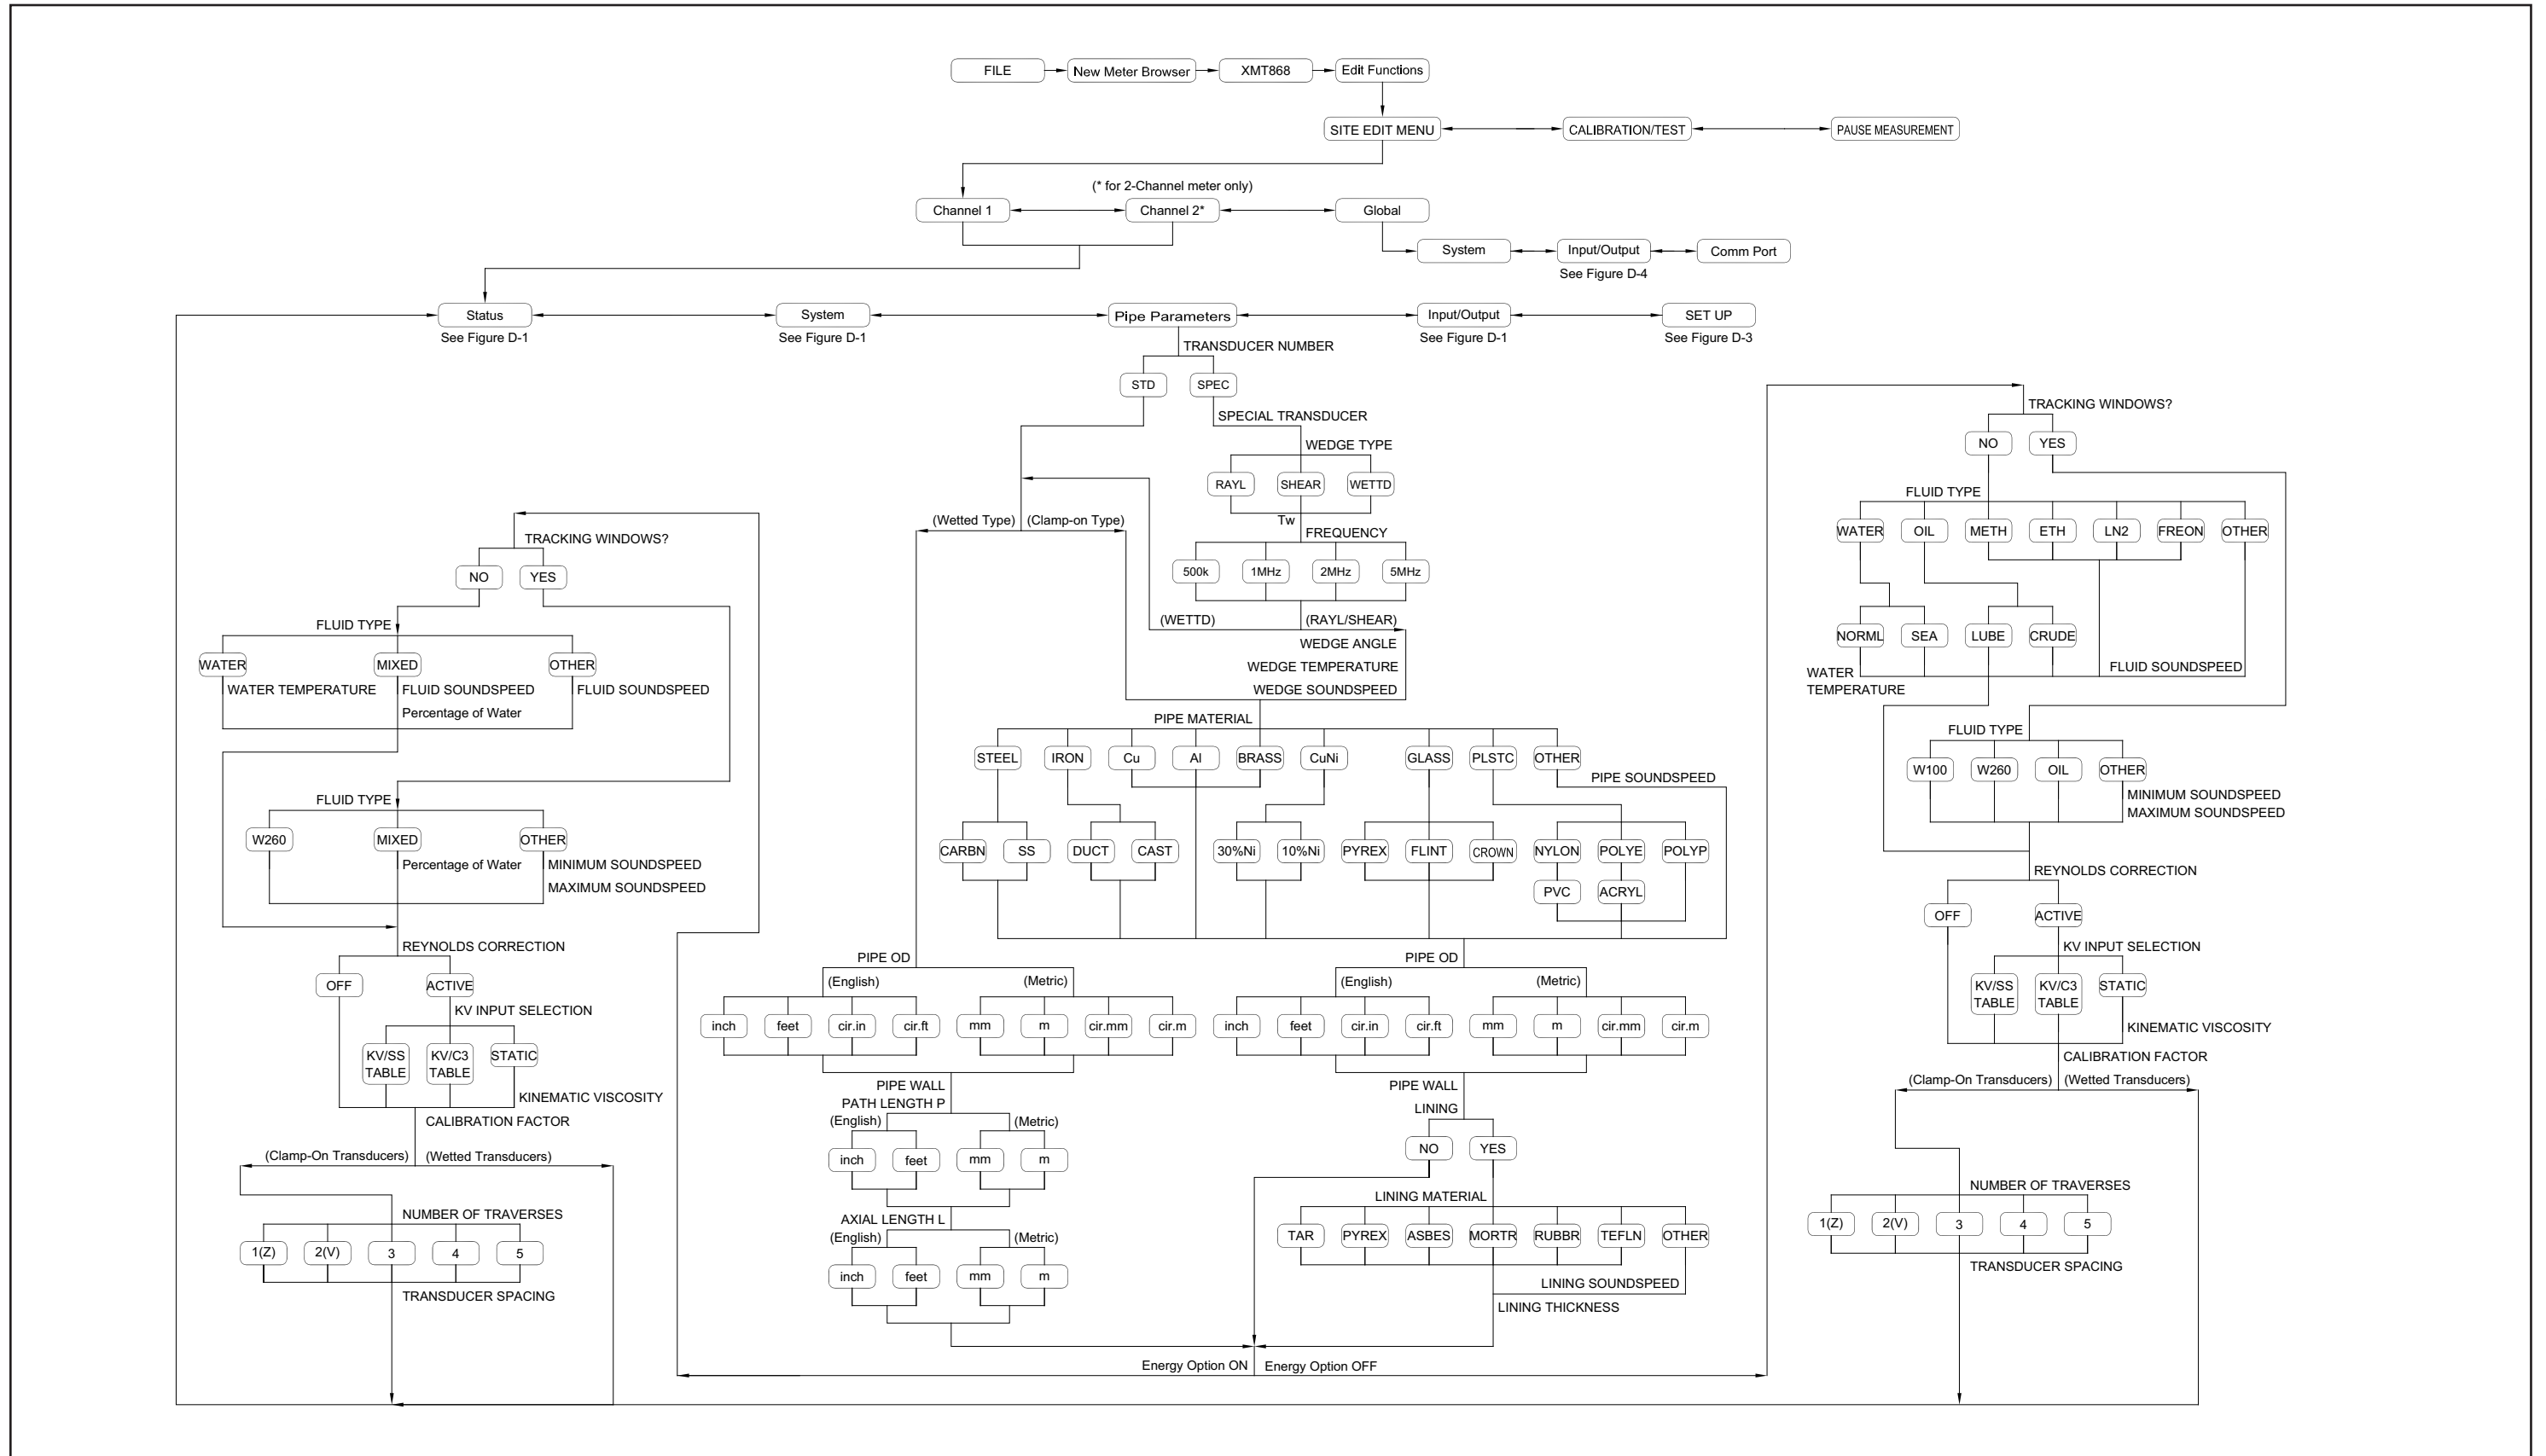 FILE
New Meter Browser
XMT868
Edit Functions
SITE EDIT MENU
CALIBRATION/TEST
PAUSE MEASUREMENT
(* for 2-Channel meter only)
Channel 1
Channel 2*
Global
System
Input/Output
Comm Port
See Figure D-4
Status
System
Pipe Parameters
Input/Output
SET UP
See Figure D-1
See Figure D-1
See Figure D-1
See Figure D-3
TRANSDUCER NUMBER
STD
SPEC
SPECIAL TRANSDUCER
WEDGE TYPE
RAYL
SHEAR
WETTD
Tw
(Wetted Type)
(Clamp-on Type)
FREQUENCY
500k
1MHz
2MHz
5MHz
(WETTD)
(RAYL/SHEAR)
WEDGE ANGLE
WEDGE TEMPERATURE
WEDGE SOUNDSPEED
PIPE MATERIAL
STEEL
IRON
Cu
Al
BRASS
CuNi
GLASS
PLSTC
OTHER
PIPE SOUNDSPEED
CARBN
SS
DUCT
CAST
30%Ni
10%Ni
PYREX
FLINT
CROWN
NYLON
POLYE
POLYP
PVC
ACRYL
PIPE OD
(English)
(Metric)
inch
feet
cir.in
cir.ft
mm
m
cir.mm
cir.m
PIPE WALL
PATH LENGTH P
(English)
(Metric)
inch
feet
mm
m
AXIAL LENGTH L
(English)
(Metric)
inch
feet
mm
m
PIPE OD
(English)
(Metric)
inch
feet
cir.in
cir.ft
mm
m
cir.mm
cir.m
PIPE WALL
LINING
NO
YES
LINING MATERIAL
TAR
PYREX
ASBES
MORTR
RUBBR
TEFLN
OTHER
LINING SOUNDSPEED
LINING THICKNESS
Energy Option ON
Energy Option OFF
TRACKING WINDOWS?
NO
YES
FLUID TYPE
WATER
MIXED
OTHER
WATER TEMPERATURE
FLUID SOUNDSPEED
FLUID SOUNDSPEED
Percentage of Water
FLUID TYPE
W260
MIXED
OTHER
Percentage of Water
MINIMUM SOUNDSPEED
MAXIMUM SOUNDSPEED
REYNOLDS CORRECTION
OFF
ACTIVE
KV INPUT SELECTION
KV/SS
TABLE
KV/C3
TABLE
STATIC
KINEMATIC VISCOSITY
CALIBRATION FACTOR
(Clamp-On Transducers)
(Wetted Transducers)
NUMBER OF TRAVERSES
1(Z)
2(V)
3
4
5
TRANSDUCER SPACING
TRACKING WINDOWS?
NO
YES
FLUID TYPE
WATER
OIL
METH
ETH
LN2
FREON
OTHER
NORML
SEA
LUBE
CRUDE
WATER
TEMPERATURE
FLUID SOUNDSPEED
FLUID TYPE
W100
W260
OIL
OTHER
MINIMUM SOUNDSPEED
MAXIMUM SOUNDSPEED
REYNOLDS CORRECTION
OFF
ACTIVE
KV INPUT SELECTION
KV/SS
TABLE
KV/C3
TABLE
STATIC
KINEMATIC VISCOSITY
CALIBRATION FACTOR
(Clamp-On Transducers)
(Wetted Transducers)
NUMBER OF TRAVERSES
1(Z)
2(V)
3
4
5
TRANSDUCER SPACING